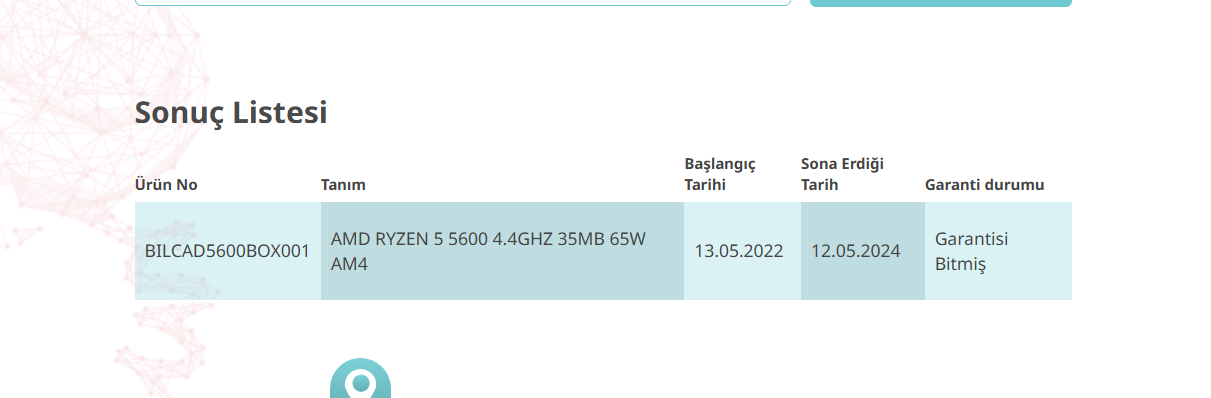 Sonuç Listesi
Başlangıç Sona Erdiği
Ürün No Tanım Tarihi Tarih Garanti durumu
AMD RYZEN 5 5600 4.4GHZ 35MB 65W Garantisi
BILCAD5600BOX001 13.05.2022 12.05.2024
AM4 Bitmiş